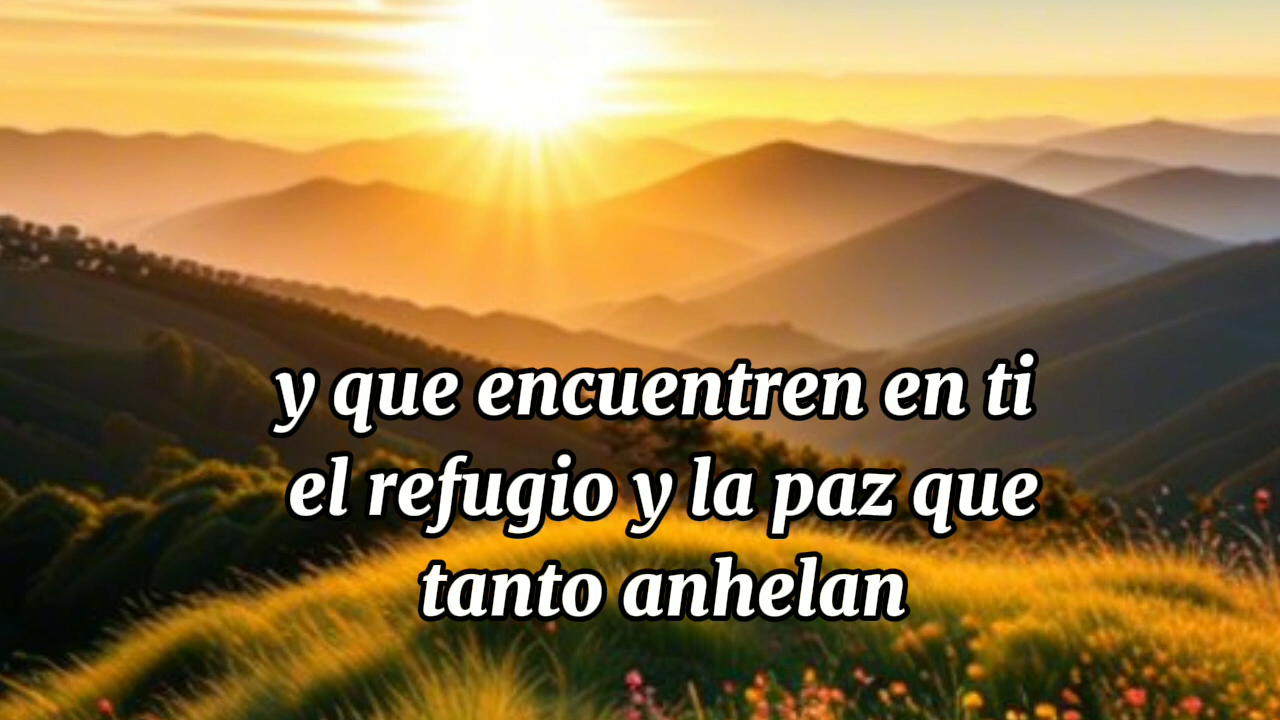 y que encuentren en ti
el refugio y la paz que
tanto anhelan